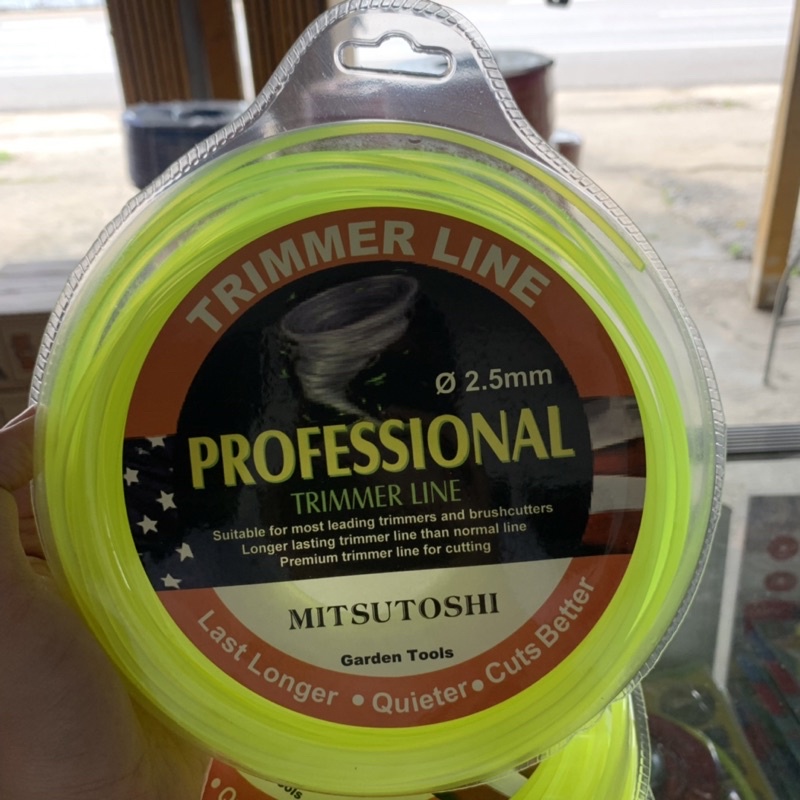 TRIMMER LINE
Ø 2.5mm
PROFESSIONAL
TRIMMER LINE
Suitable for most leading trimmers and brushcutters
Longer lasting trimmer line than normal line
Premium trimmer line for cutting
MITSUTOSHI
Garden Tools
Last Longer • Quieter • Cuts Better